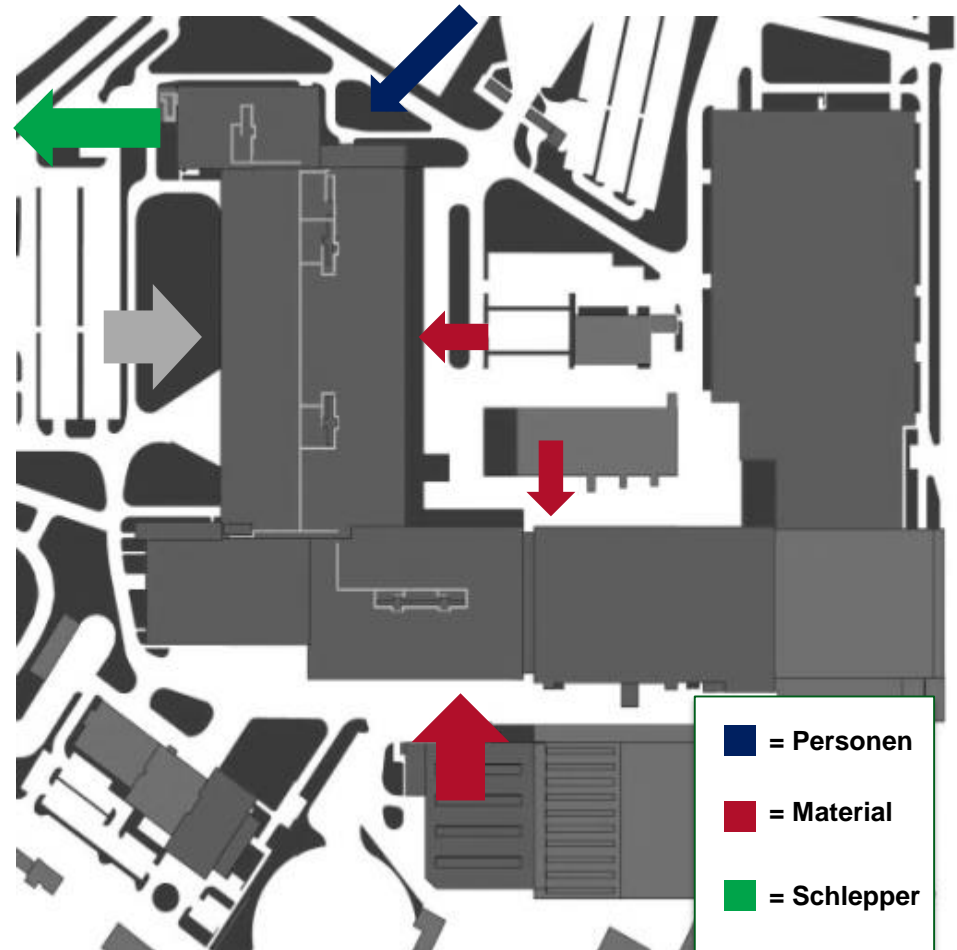 = Personen
= Material
= Schlepper